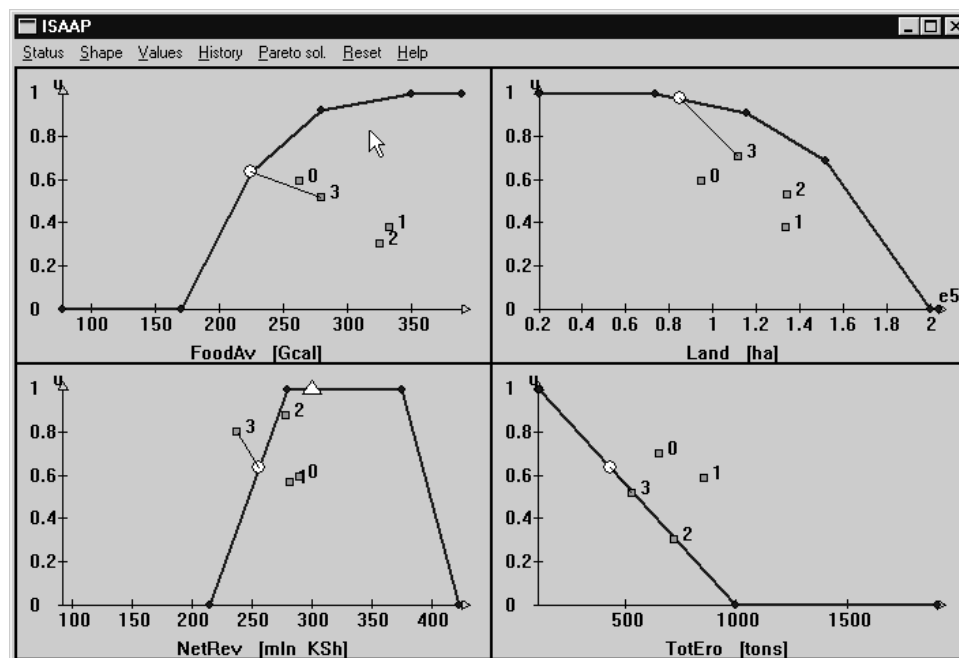 ISAAP
Status Shape Values History Pareto sol. Reset Help
u
1
0.8
0.6
0.4
0.2
0
0
3
1
2
100 150 200 250 300 350
FoodAv [Gcal]
u
1
0.8
0.6
0.4
0.2
0
3
0
2
1
e5
0.2 0.4 0.6 0.8 1 1.2 1.4 1.6 1.8 2
Land [ha]
u
1
0.8
0.6
0.4
0.2
0
2
3
0
1
100 150 200 250 300 350 400
NetRev [mln KSh]
u
1
0.8
0.6
0.4
0.2
0
0
1
3
2
500 1000 1500
TotEro [tons]